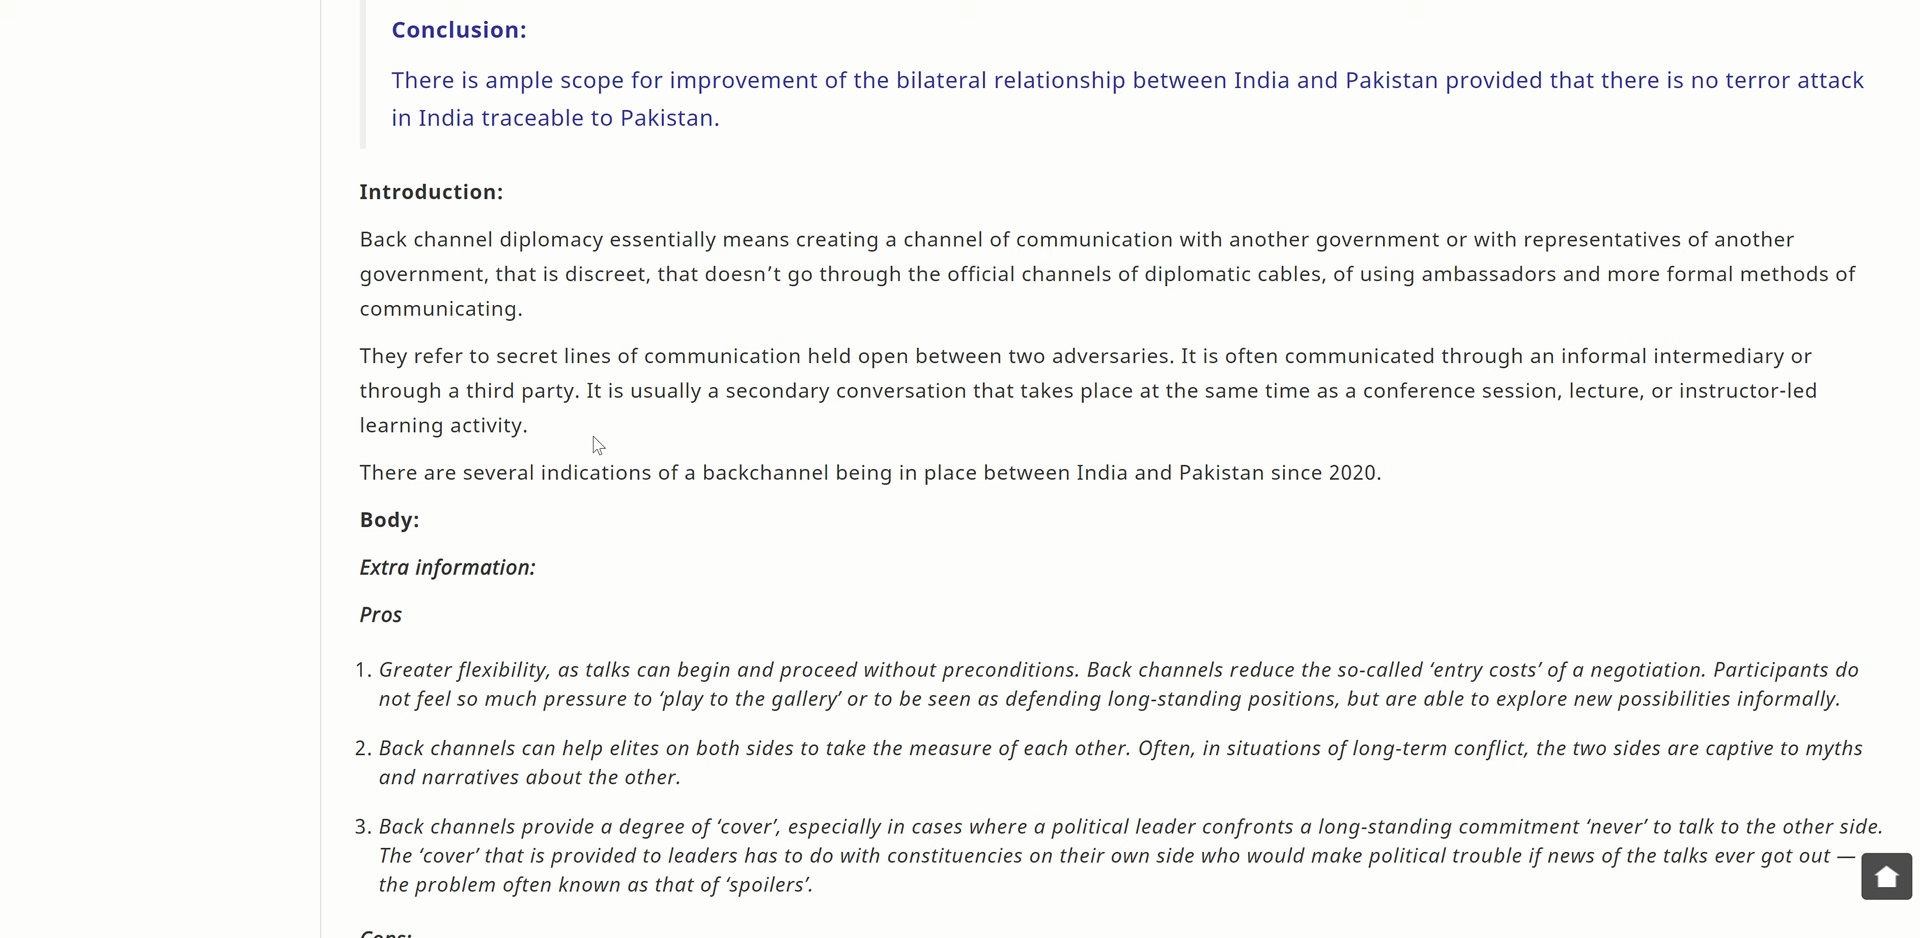 Conclusion:
There is ample scope for improvement of the bilateral relationship between India and Pakistan provided that there is no terror attack
in India traceable to Pakistan.
Introduction:
Back channel diplomacy essentially means creating a channel of communication with another government or with representatives of another
government, that is discreet, that doesn’t go through the official channels of diplomatic cables, of using ambassadors and more formal methods of
communicating.
They refer to secret lines of communication held open between two adversaries. It is often communicated through an informal intermediary or
through a third party. It is usually a secondary conversation that takes place at the same time as a conference session, lecture, or instructor-led
learning activity.
There are several indications of a backchannel being in place between India and Pakistan since 2020.
Body:
Extra information:
Pros
1. Greater flexibility, as talks can begin and proceed without preconditions. Back channels reduce the so-called ‘entry costs’ of a negotiation. Participants do
not feel so much pressure to ‘play to the gallery’ or to be seen as defending long-standing positions, but are able to explore new possibilities informally.
2. Back channels can help elites on both sides to take the measure of each other. Often, in situations of long-term conflict, the two sides are captive to myths
and narratives about the other.
3. Back channels provide a degree of ‘cover’, especially in cases where a political leader confronts a long-standing commitment ‘never’ to talk to the other side.
The ‘cover’ that is provided to leaders has to do with constituencies on their own side who would make political trouble if news of the talks ever got out —
the problem often known as that of ‘spoilers’.
Cons: